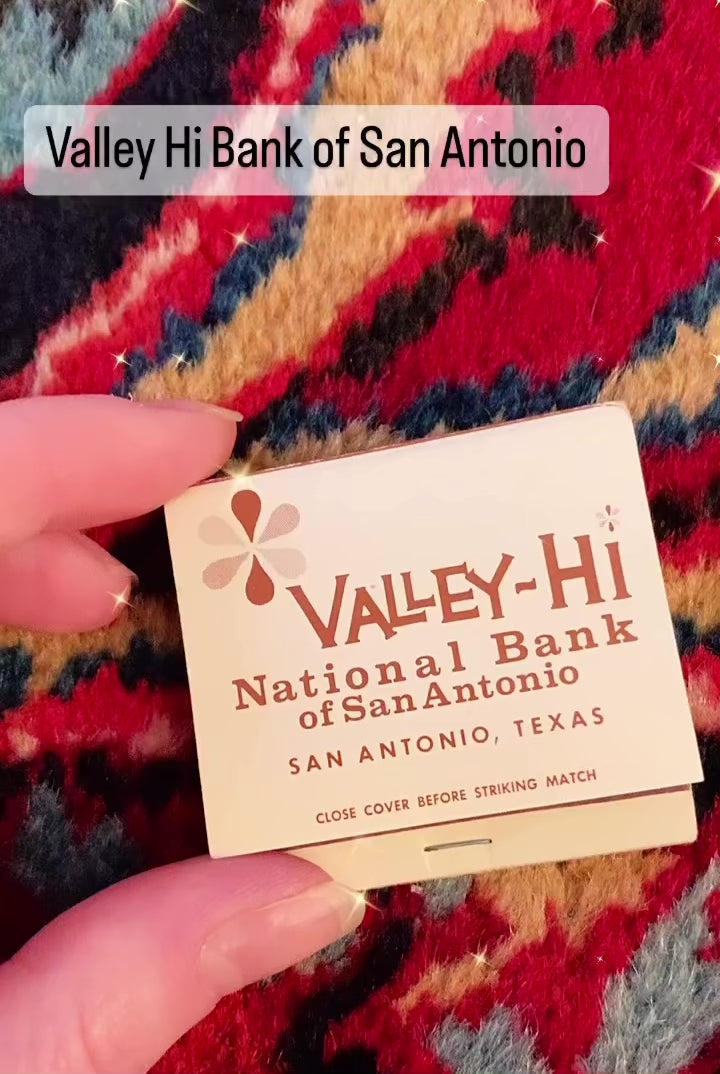 Valley Hi Bank of San Antonio
VALLEY-Hi
National Bank
of San Antonio
SAN ANTONIO, TEXAS
CLOSE COVER BEFORE STRIKING MATCH